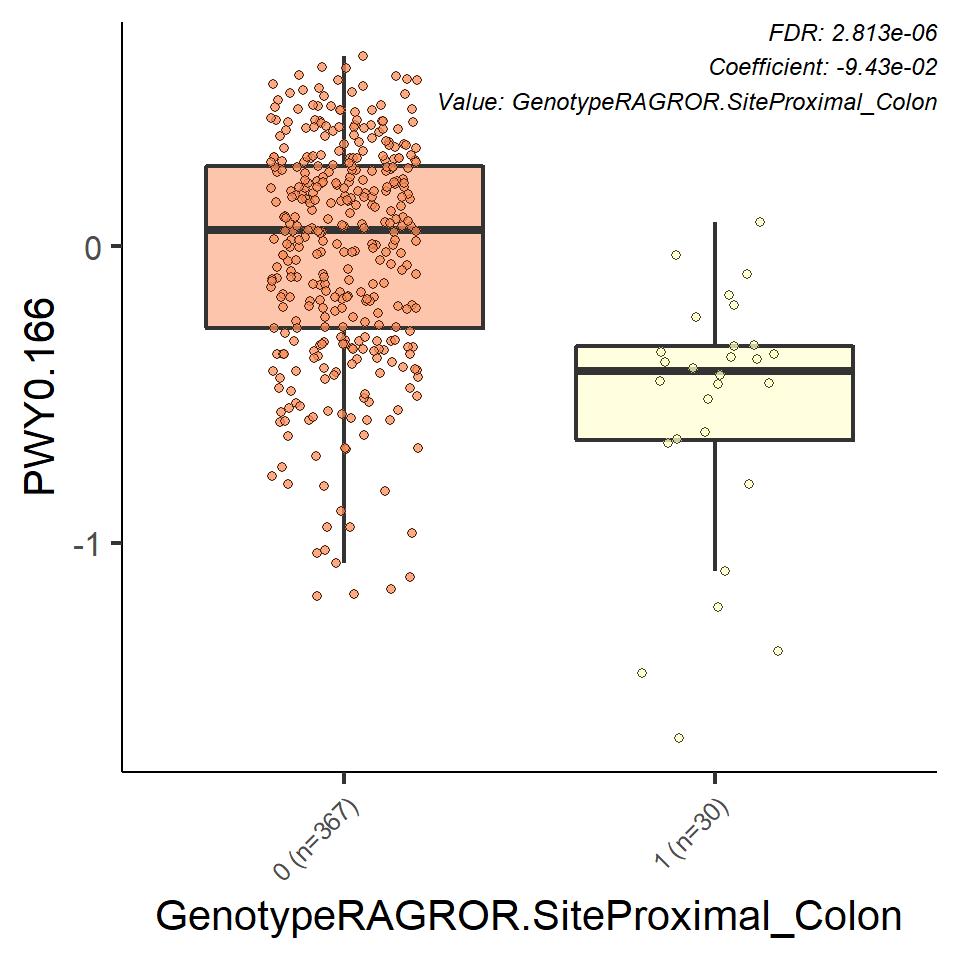 FDR: 2.813e-06
Coefficient: -9.43e-02
Value: GenotypeRAGROR.SiteProximal_Colon
PWY0.166
0
-1
0 (n=367)
1 (n=30)
GenotypeRAGROR.SiteProximal_Colon